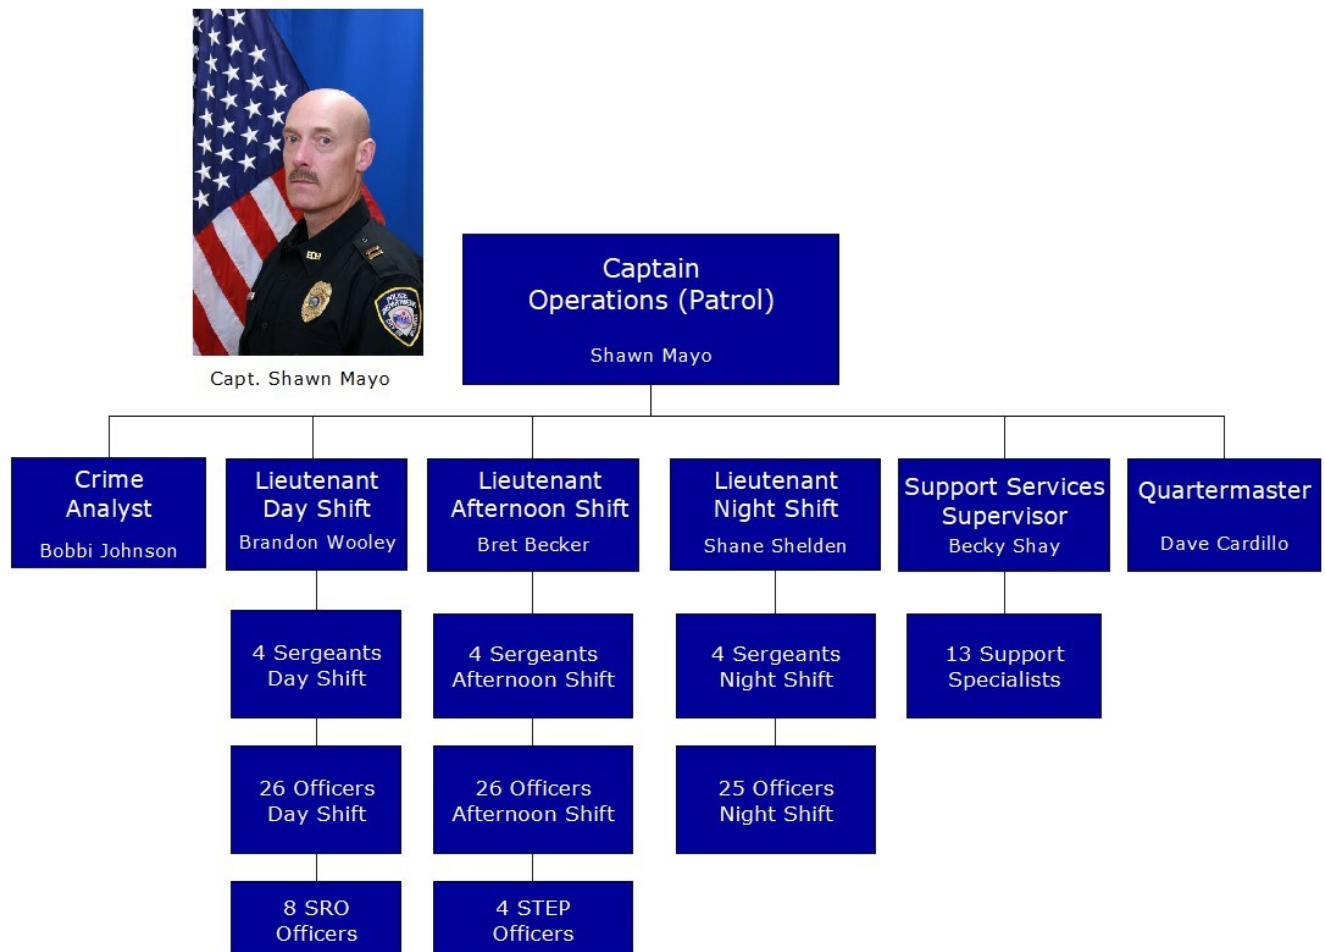 Capt. Shawn Mayo
Captain
Operations (Patrol)
Shawn Mayo
Crime
Analyst
Bobbi Johnson
Lieutenant
Day Shift
Brandon Wooley
Lieutenant
Afternoon Shift
Bret Becker
Lieutenant
Night Shift
Shane Shelden
Support Services
Supervisor
Becky Shay
Quartermaster
Dave Cardillo
4 Sergeants
Day Shift
4 Sergeants
Afternoon Shift
4 Sergeants
Night Shift
13 Support
Specialists
26 Officers
Day Shift
26 Officers
Afternoon Shift
25 Officers
Night Shift
8 SRO
Officers
4 STEP
Officers